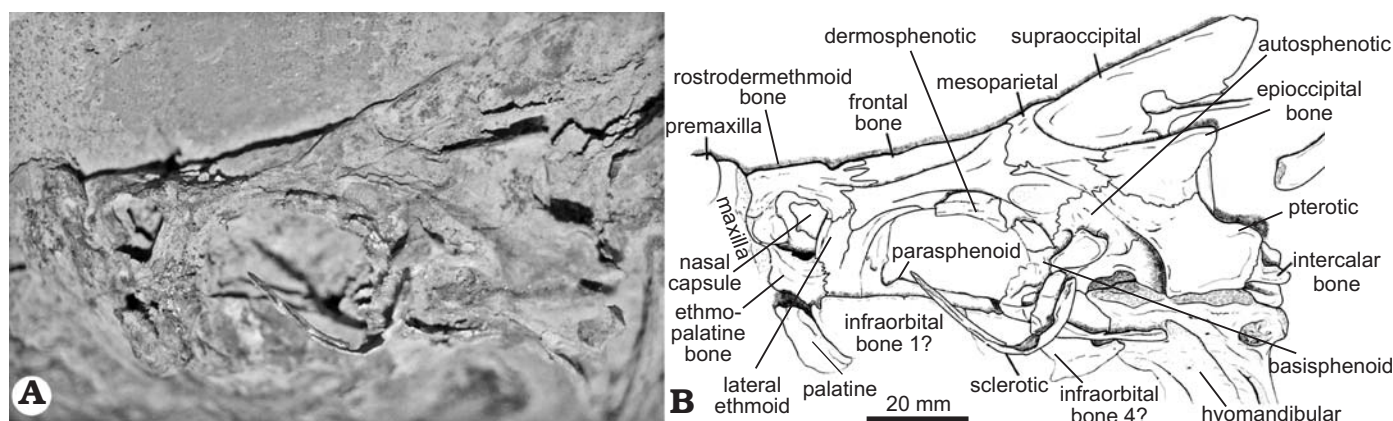 dermosphenotic
supraoccipital
autosphenotic
rostrodermethmoid
bone
mesoparietal
epioccipital
bone
frontal
bone
premaxilla
maxilla
pterotic
parasphenoid
nasal
capsule
intercalar
bone
ethmo-
palatine
bone
infraorbital
bone 1?
basisphenoid
lateral
ethmoid
palatine
sclerotic
infraorbital
bone 4?
hyomandibular
A
B
20 mm